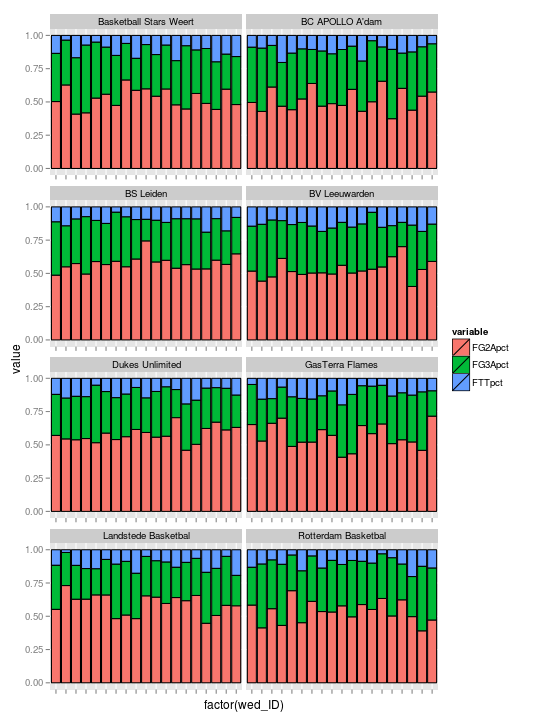 Basketball Stars Weert
BC APOLLO A'dam
1.00
0.75
0.50
0.25
0.00
BS Leiden
BV Leeuwarden
1.00
0.75
0.50
0.25
0.00
value
variable
FG2Apct
FG3Apct
FTTpct
Dukes Unlimited
GasTerra Flames
1.00
0.75
0.50
0.25
0.00
Landstede Basketbal
Rotterdam Basketbal
1.00
0.75
0.50
0.25
0.00
factor(wed_ID)